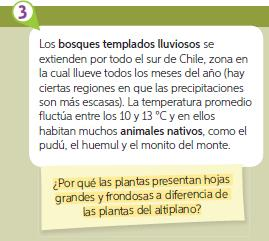 3
Los bosques templados lluviosos se
extienden por todo el sur de Chile, zona en
la cual llueve todos los meses del año (hay
ciertas regiones en que las precipitaciones
son más escasas). La temperatura promedio
fluctúa entre los 10 y 13 °C y en ellos
habitan muchos animales nativos, como el
pudú, el huemul y el monito del monte.
¿Por qué las plantas presentan hojas
grandes y frondosas a diferencia de
las plantas del altiplano?